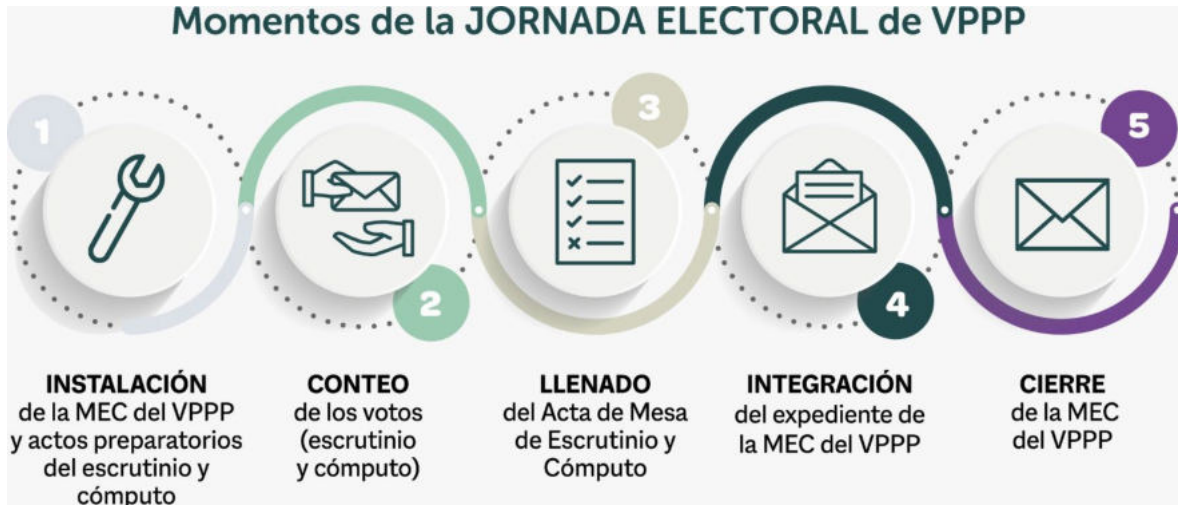 Momentos de la JORNADA ELECTORAL de VPPP
1
2
3
4
5
INSTALACIÓN
de la MEC del VPPP
y actos preparatorios
del escrutinio y
cómputo
CONTEO
de los votos
(escrutinio
y cómputo)
LLENADO
del Acta de Mesa
de Escrutinio y
Cómputo
INTEGRACIÓN
del expediente de
la MEC del VPPP
CIERRE
de la MEC
del VPPP